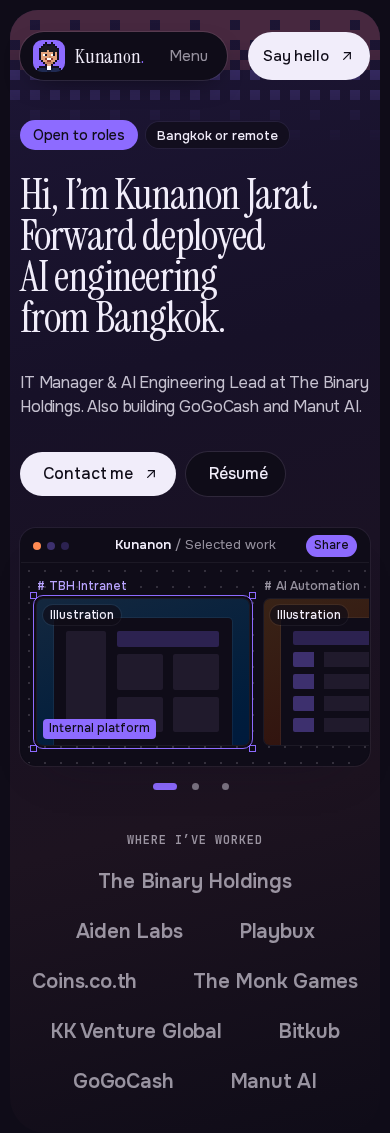 Kunanon.
Menu
Say hello
Open to roles
Bangkok or remote
Hi, I’m Kunanon Jarat.
Forward deployed
AI engineering
from Bangkok.
IT Manager & AI Engineering Lead at The Binary
Holdings. Also building GoGoCash and Manut AI.
Contact me
Résumé
Kunanon / Selected work
Share
# TBH Intranet
# AI Automation
Illustration
Illustration
Internal platform
WHERE I’VE WORKED
The Binary Holdings
Aiden Labs
Playbux
Coins.co.th
The Monk Games
KK Venture Global
Bitkub
GoGoCash
Manut AI